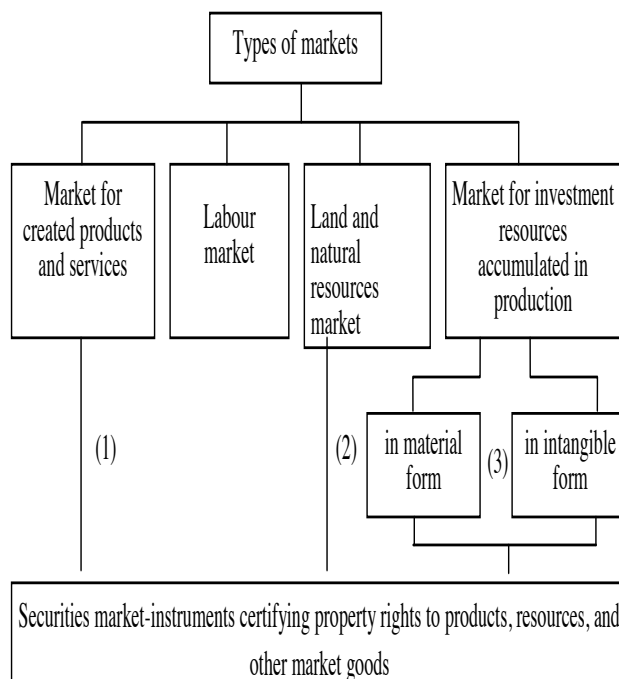 Types of markets
Market for
created products
and services
Labour
market
Land and
natural
resources
market
Market for investment
resources
accumulated in
production
(1)
(2)
in material
form
(3)
in intangible
form
Securities market-instruments certifying property rights to products, resources, and
other market goods